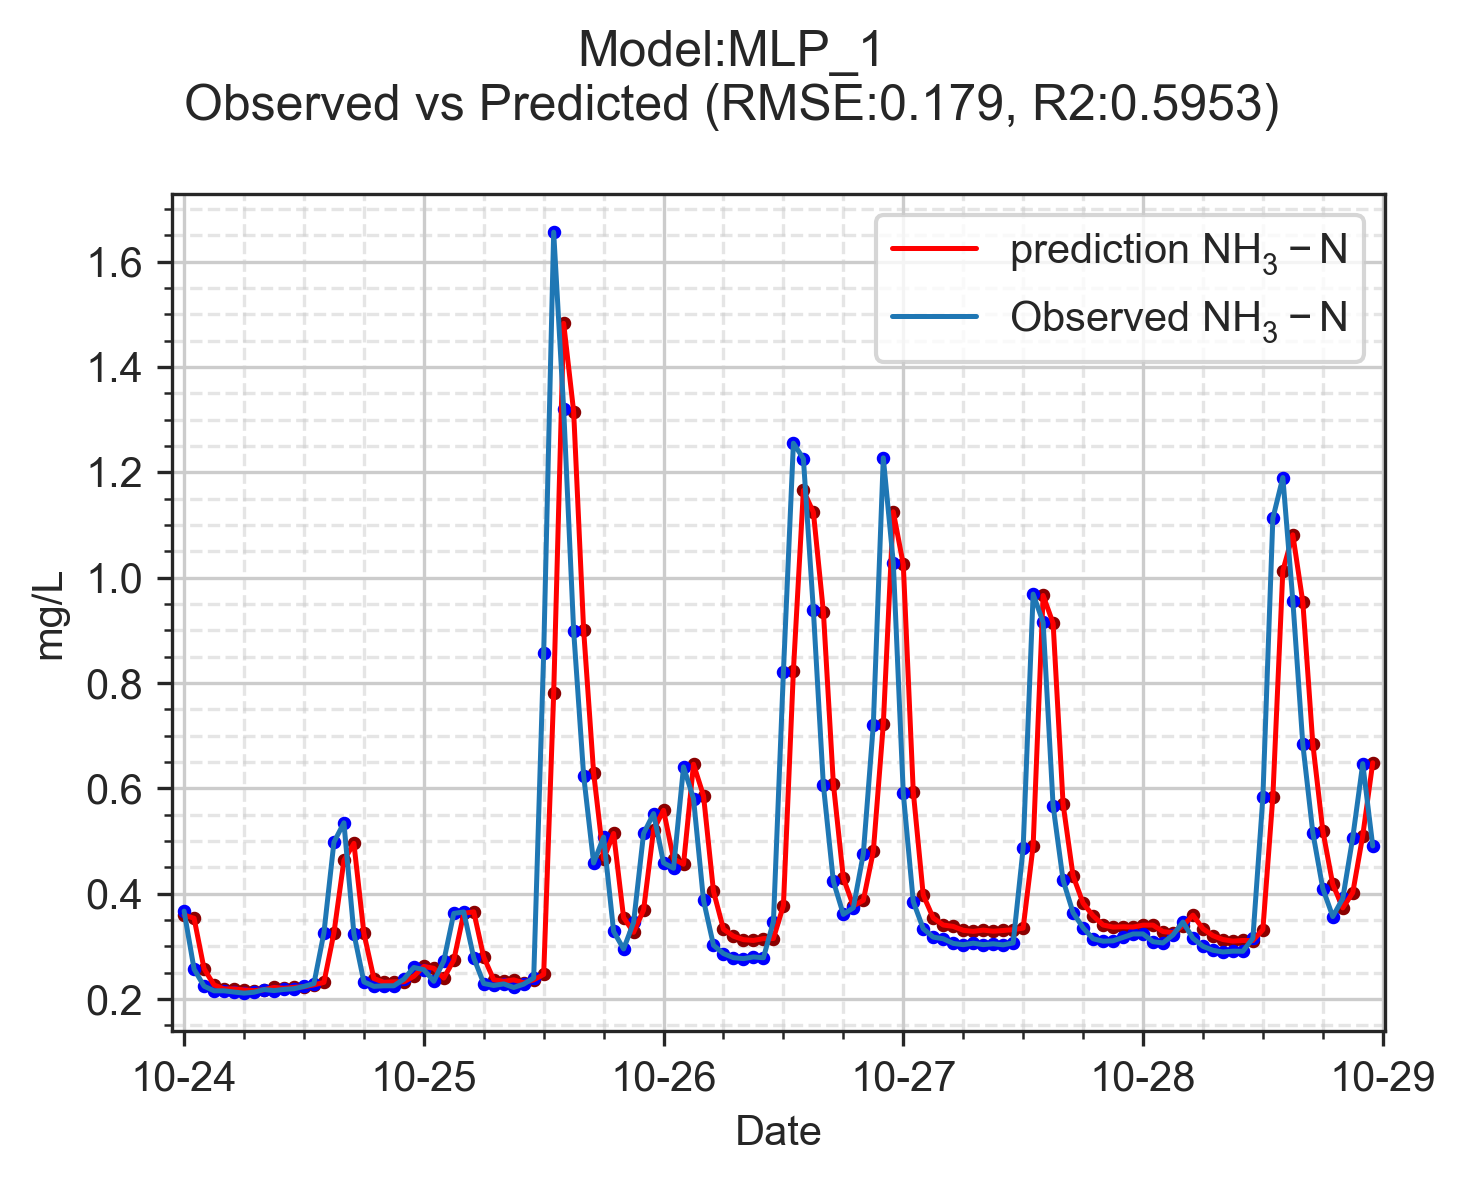 Model:MLP_1
Observed vs Predicted (RMSE:0.179, R2:0.5953)
prediction NH₃ − N
Observed NH₃ − N
1.6
1.4
1.2
1.0
0.8
0.6
0.4
0.2
mg/L
10-24 10-25 10-26 10-27 10-28 10-29
Date